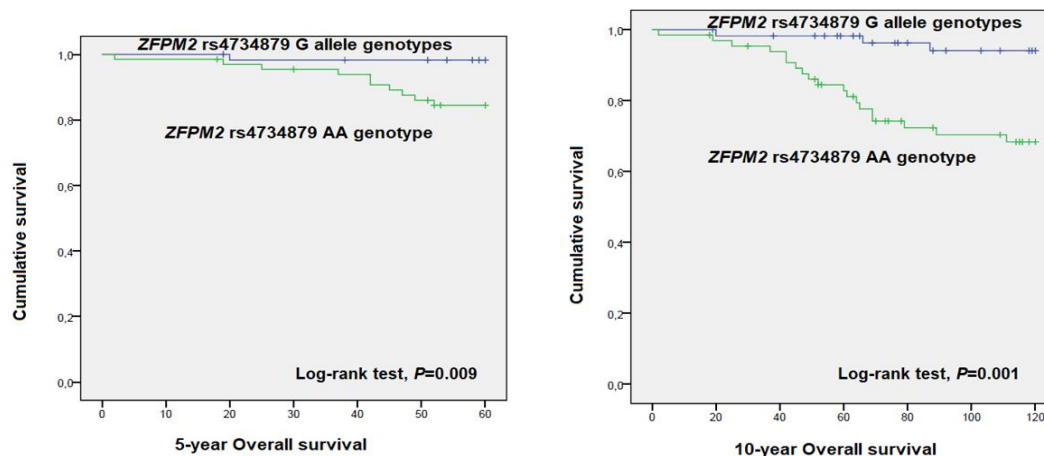 ZFPM2 rs4734879 G allele genotypes
1,0
0,8
0,6
0,4
0,2
0,0
Cumulative survival
ZFPM2 rs4734879 AA genotype
Log-rank test, P=0.009
0 10 20 30 40 50 60
5-year Overall survival
ZFPM2 rs4734879 G allele genotypes
1,0
0,8
0,6
0,4
0,2
0,0
Cumulative survival
ZFPM2 rs4734879 AA genotype
Log-rank test, P=0.001
0 20 40 60 80 100 120
10-year Overall survival